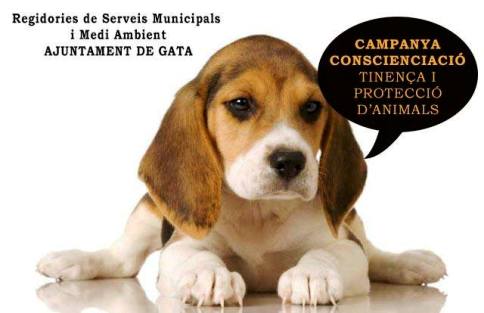 Regidories de Serveis Municipals
i Medi Ambient
AJUNTAMENT DE GATA
CAMPANYA
CONSCIENCIACIÓ
TINENÇA I
PROTECCIÓ
D'ANIMALS